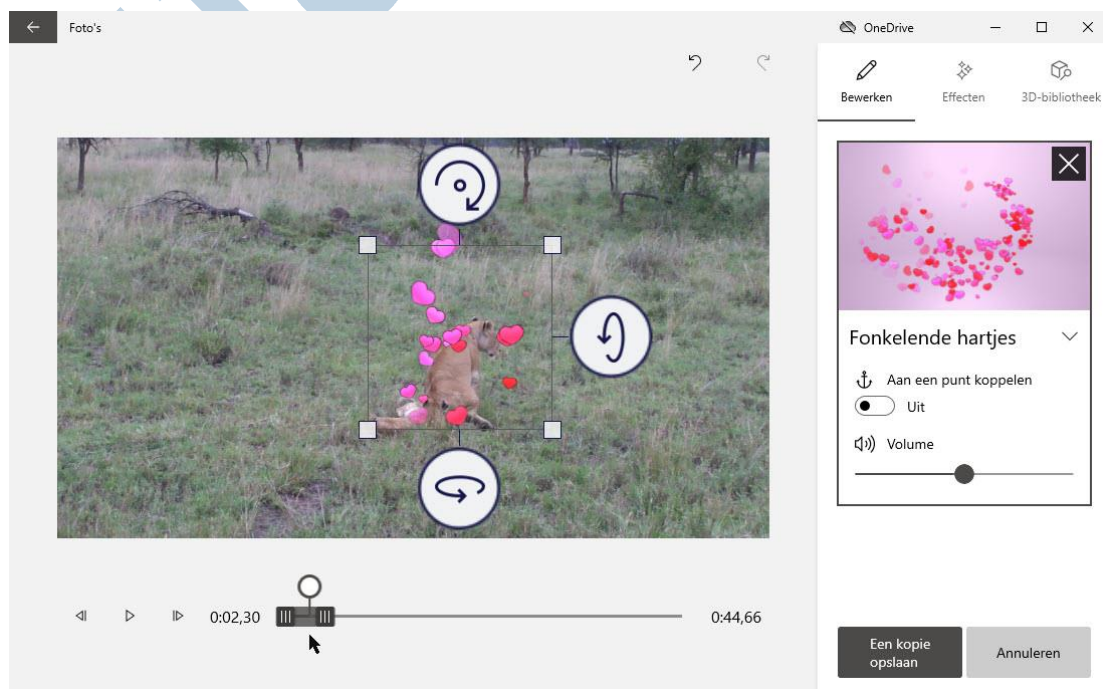 Foto's
OneDrive
Bewerken
Effecten
3D-bibliotheek
Fonkelende hartjes
Aan een punt koppelen
Uit
Volume
0:02,30
0:44,66
Een kopie
opslaan
Annuleren